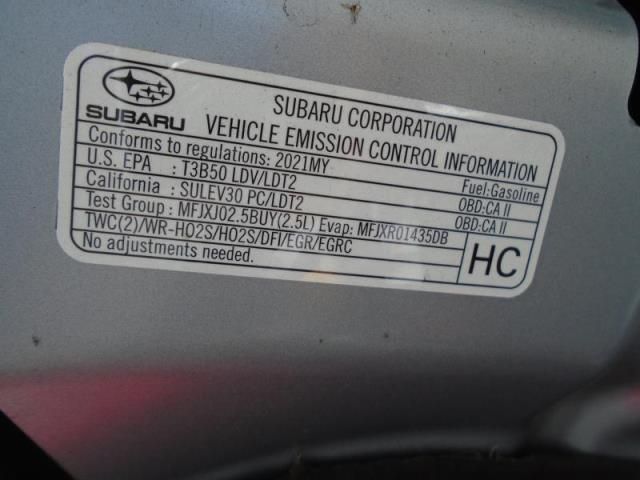 SUBARU
SUBARU CORPORATION
VEHICLE EMISSION CONTROL INFORMATION
Conforms to regulations: 2021MY Fuel:Gasoline
U.S. EPA : T3B50 LDV/LDT2 OBD:CA II
California : SULEV30 PC/LDT2 OBD:CA II
Test Group : MFJXJ02.5BUY(2.5L) Evap: MFJXR01435DB
TWC(2)/WR-HO2S/HO2S/DFI/EGR/EGRC
No adjustments needed.
HC